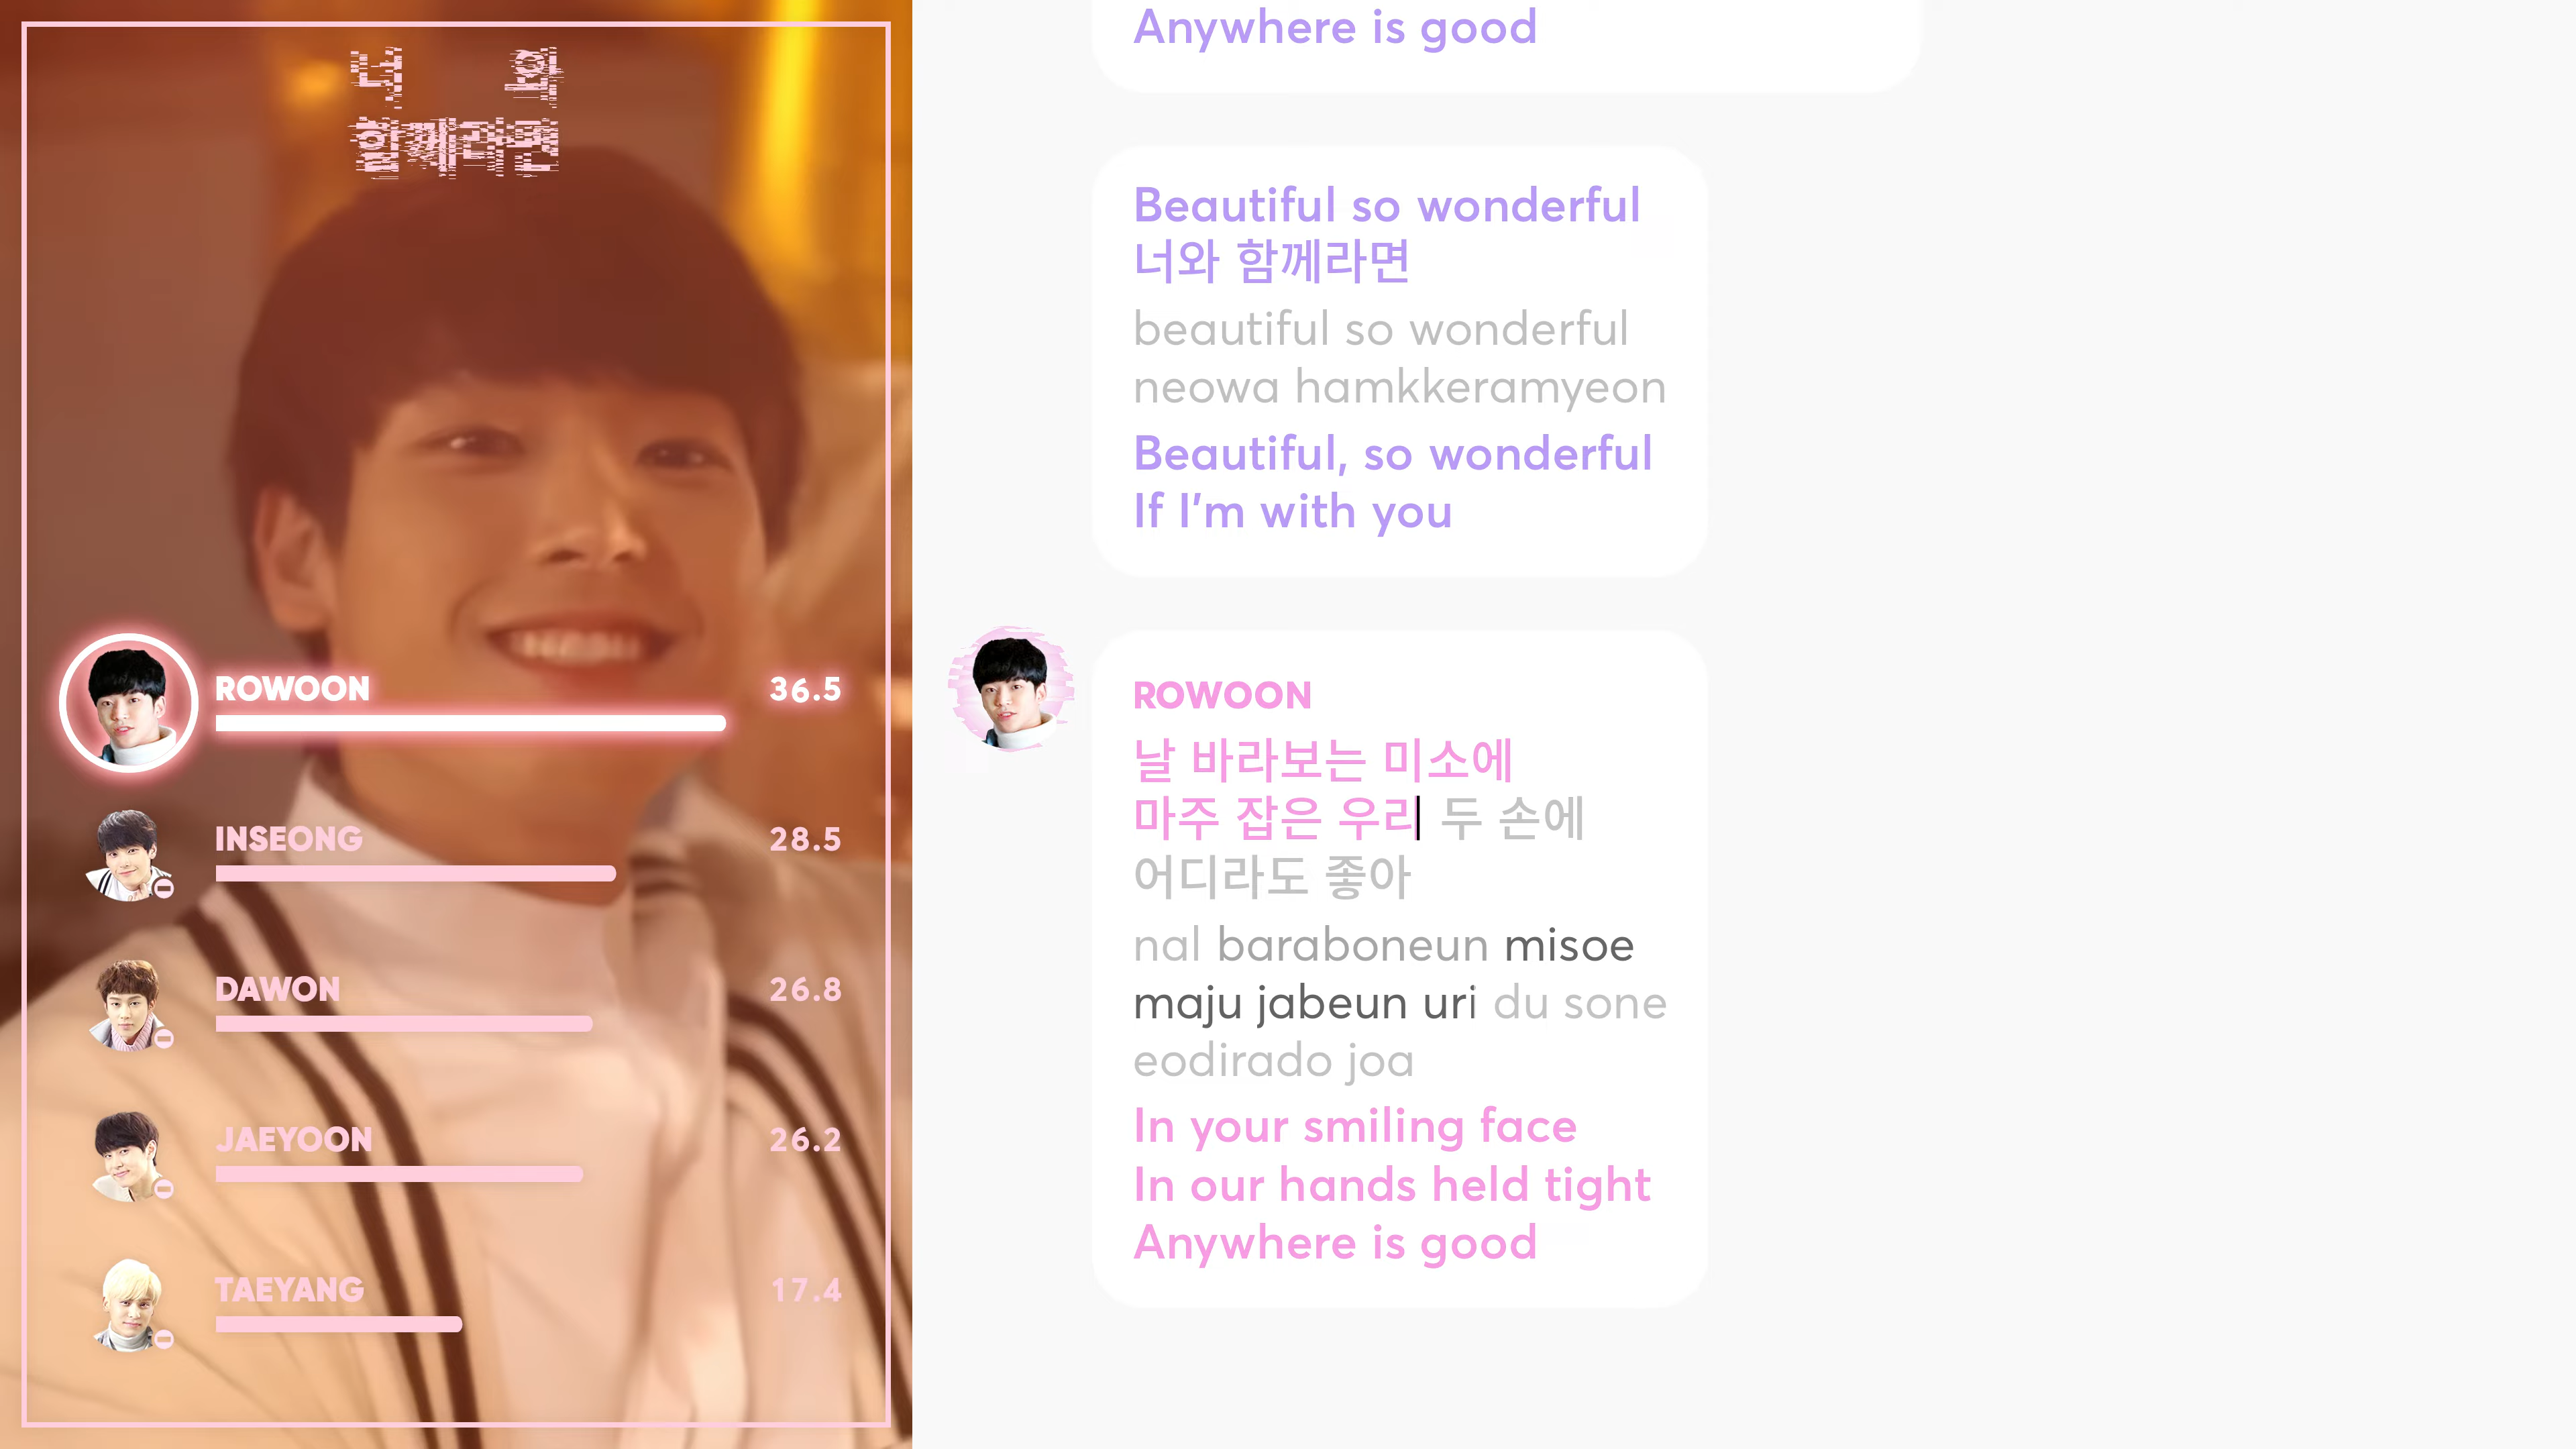 너와
함께라면
ROWOON 36.5
INSEONG 28.5
DAWON 26.8
JAEYOON 26.2
TAEYANG 17.4
Anywhere is good
Beautiful so wonderful
너와 함께라면
beautiful so wonderful
neowa hamkkeramyeon
Beautiful, so wonderful
If I'm with you
ROWOON
날 바라보는 미소에
마주 잡은 우리 두 손에
어디라도 좋아
nal baraboneun misoe
maju jabeun uri du sone
eodirado joa
In your smiling face
In our hands held tight
Anywhere is good